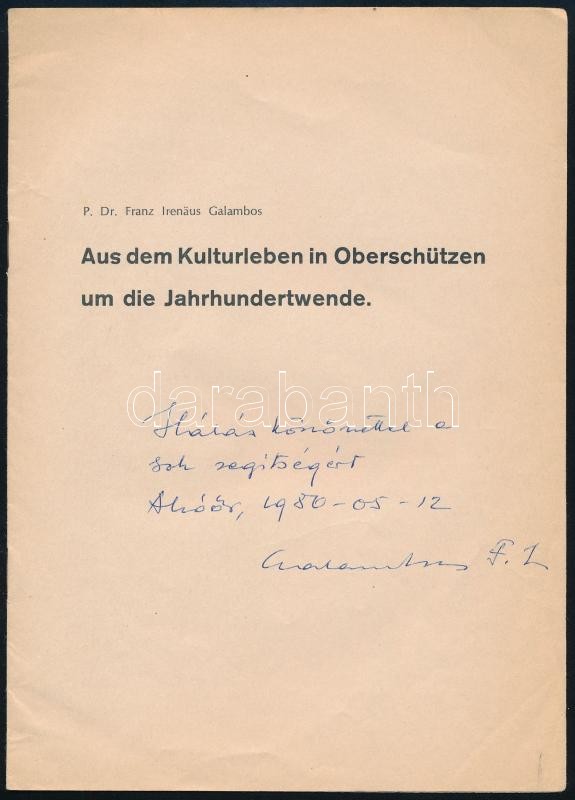 P. Dr. Franz Irenäus Galambos
Aus dem Kulturleben in Oberschützen
um die Jahrhundertwende.
darabanth
Hálás köszönettel a
sok segítségért
Alsóőr, 1980-05-12
Galambos F. I.